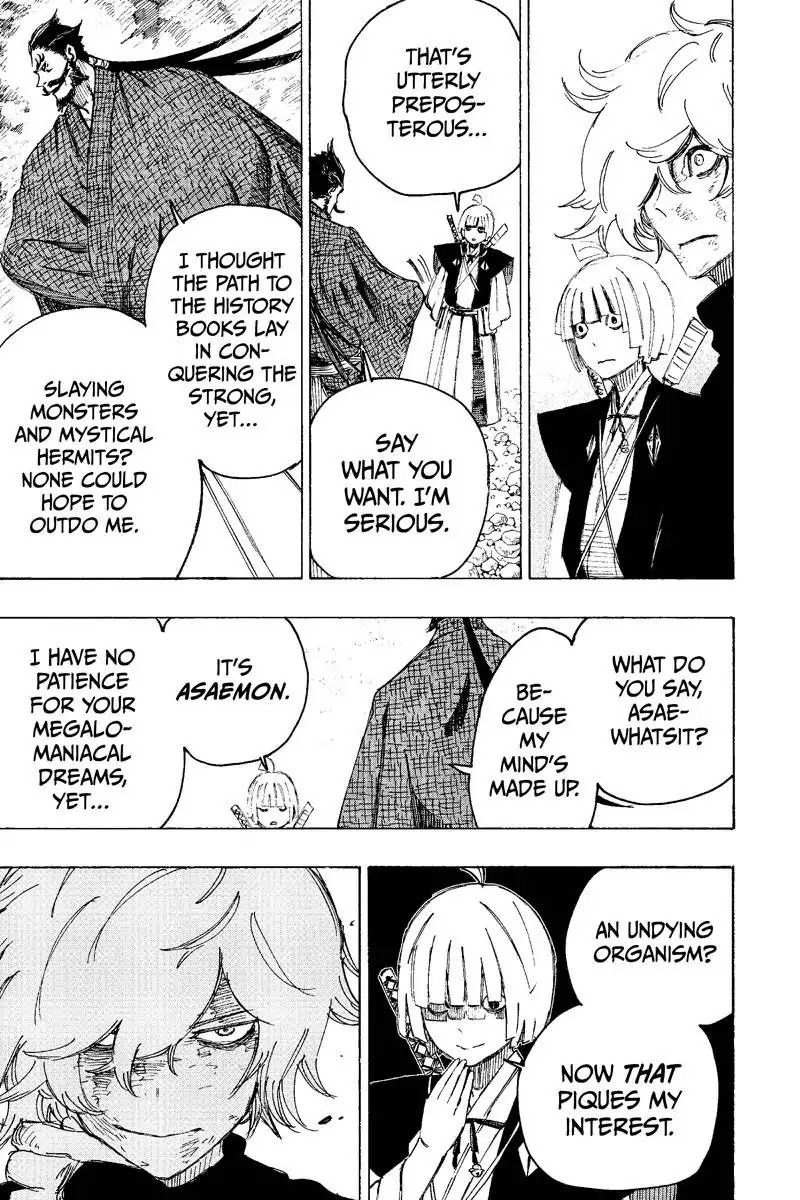 THAT'S
UTTERLY
PREPOS-
TEROUS...
SAY
WHAT YOU
WANT. I'M
SERIOUS.
I THOUGHT
THE PATH TO
THE HISTORY
BOOKS LAY
IN CON-
QUERING THE
STRONG,
YET...
SLAYING
MONSTERS
AND MYSTICAL
HERMITS?
NONE COULD
HOPE TO
OUTDO ME.
WHAT DO
YOU SAY,
ASAE-
WHATSIT?
BE-
CAUSE
MY
MIND'S
MADE UP.
IT'S
ASAEMON.
I HAVE NO
PATIENCE
FOR YOUR
MEGALO-
MANIACAL
DREAMS,
YET...
AN UNDYING
ORGANISM?
NOW THAT
PIQUES MY
INTEREST.